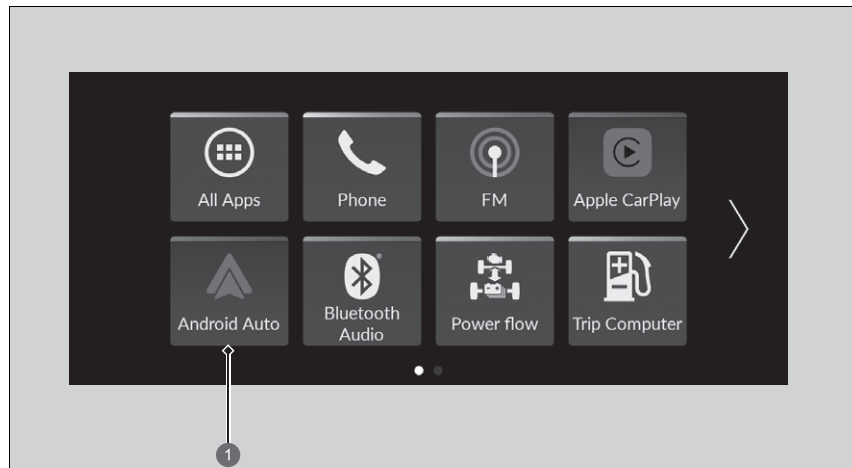 All Apps
Phone
FM
Apple CarPlay
Android Auto
Bluetooth
Audio
Power flow
Trip Computer
1